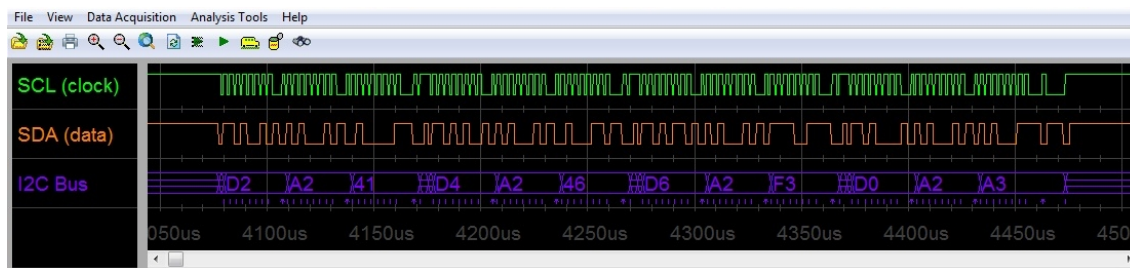 File View Data Acquisition Analysis Tools Help
SCL (clock)
SDA (data)
I2C Bus D2 A2 41 D4 A2 46 D6 A2 F3 D0 A2 A3
050us 4100us 4150us 4200us 4250us 4300us 4350us 4400us 4450us 450